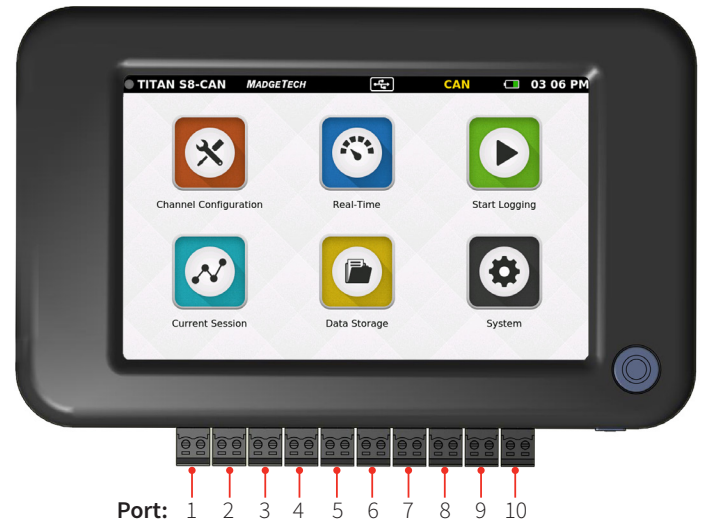 TITAN S8-CAN MADGETECH CAN 03 06 PM
Channel Configuration Real-Time Start Logging
Current Session Data Storage System
Port: 1 2 3 4 5 6 7 8 9 10